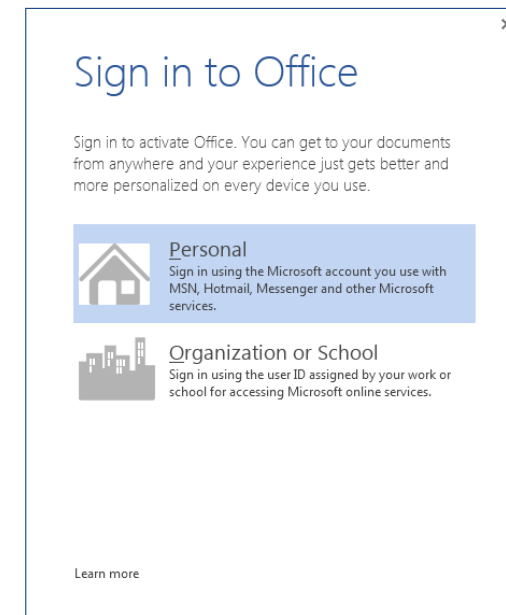 Sign in to Office
Sign in to activate Office. You can get to your documents
from anywhere and your experience just gets better and
more personalized on every device you use.
Personal
Sign in using the Microsoft account you use with
MSN, Hotmail, Messenger and other Microsoft
services.
Organization or School
Sign in using the user ID assigned by your work or
school for accessing Microsoft online services.
Learn more